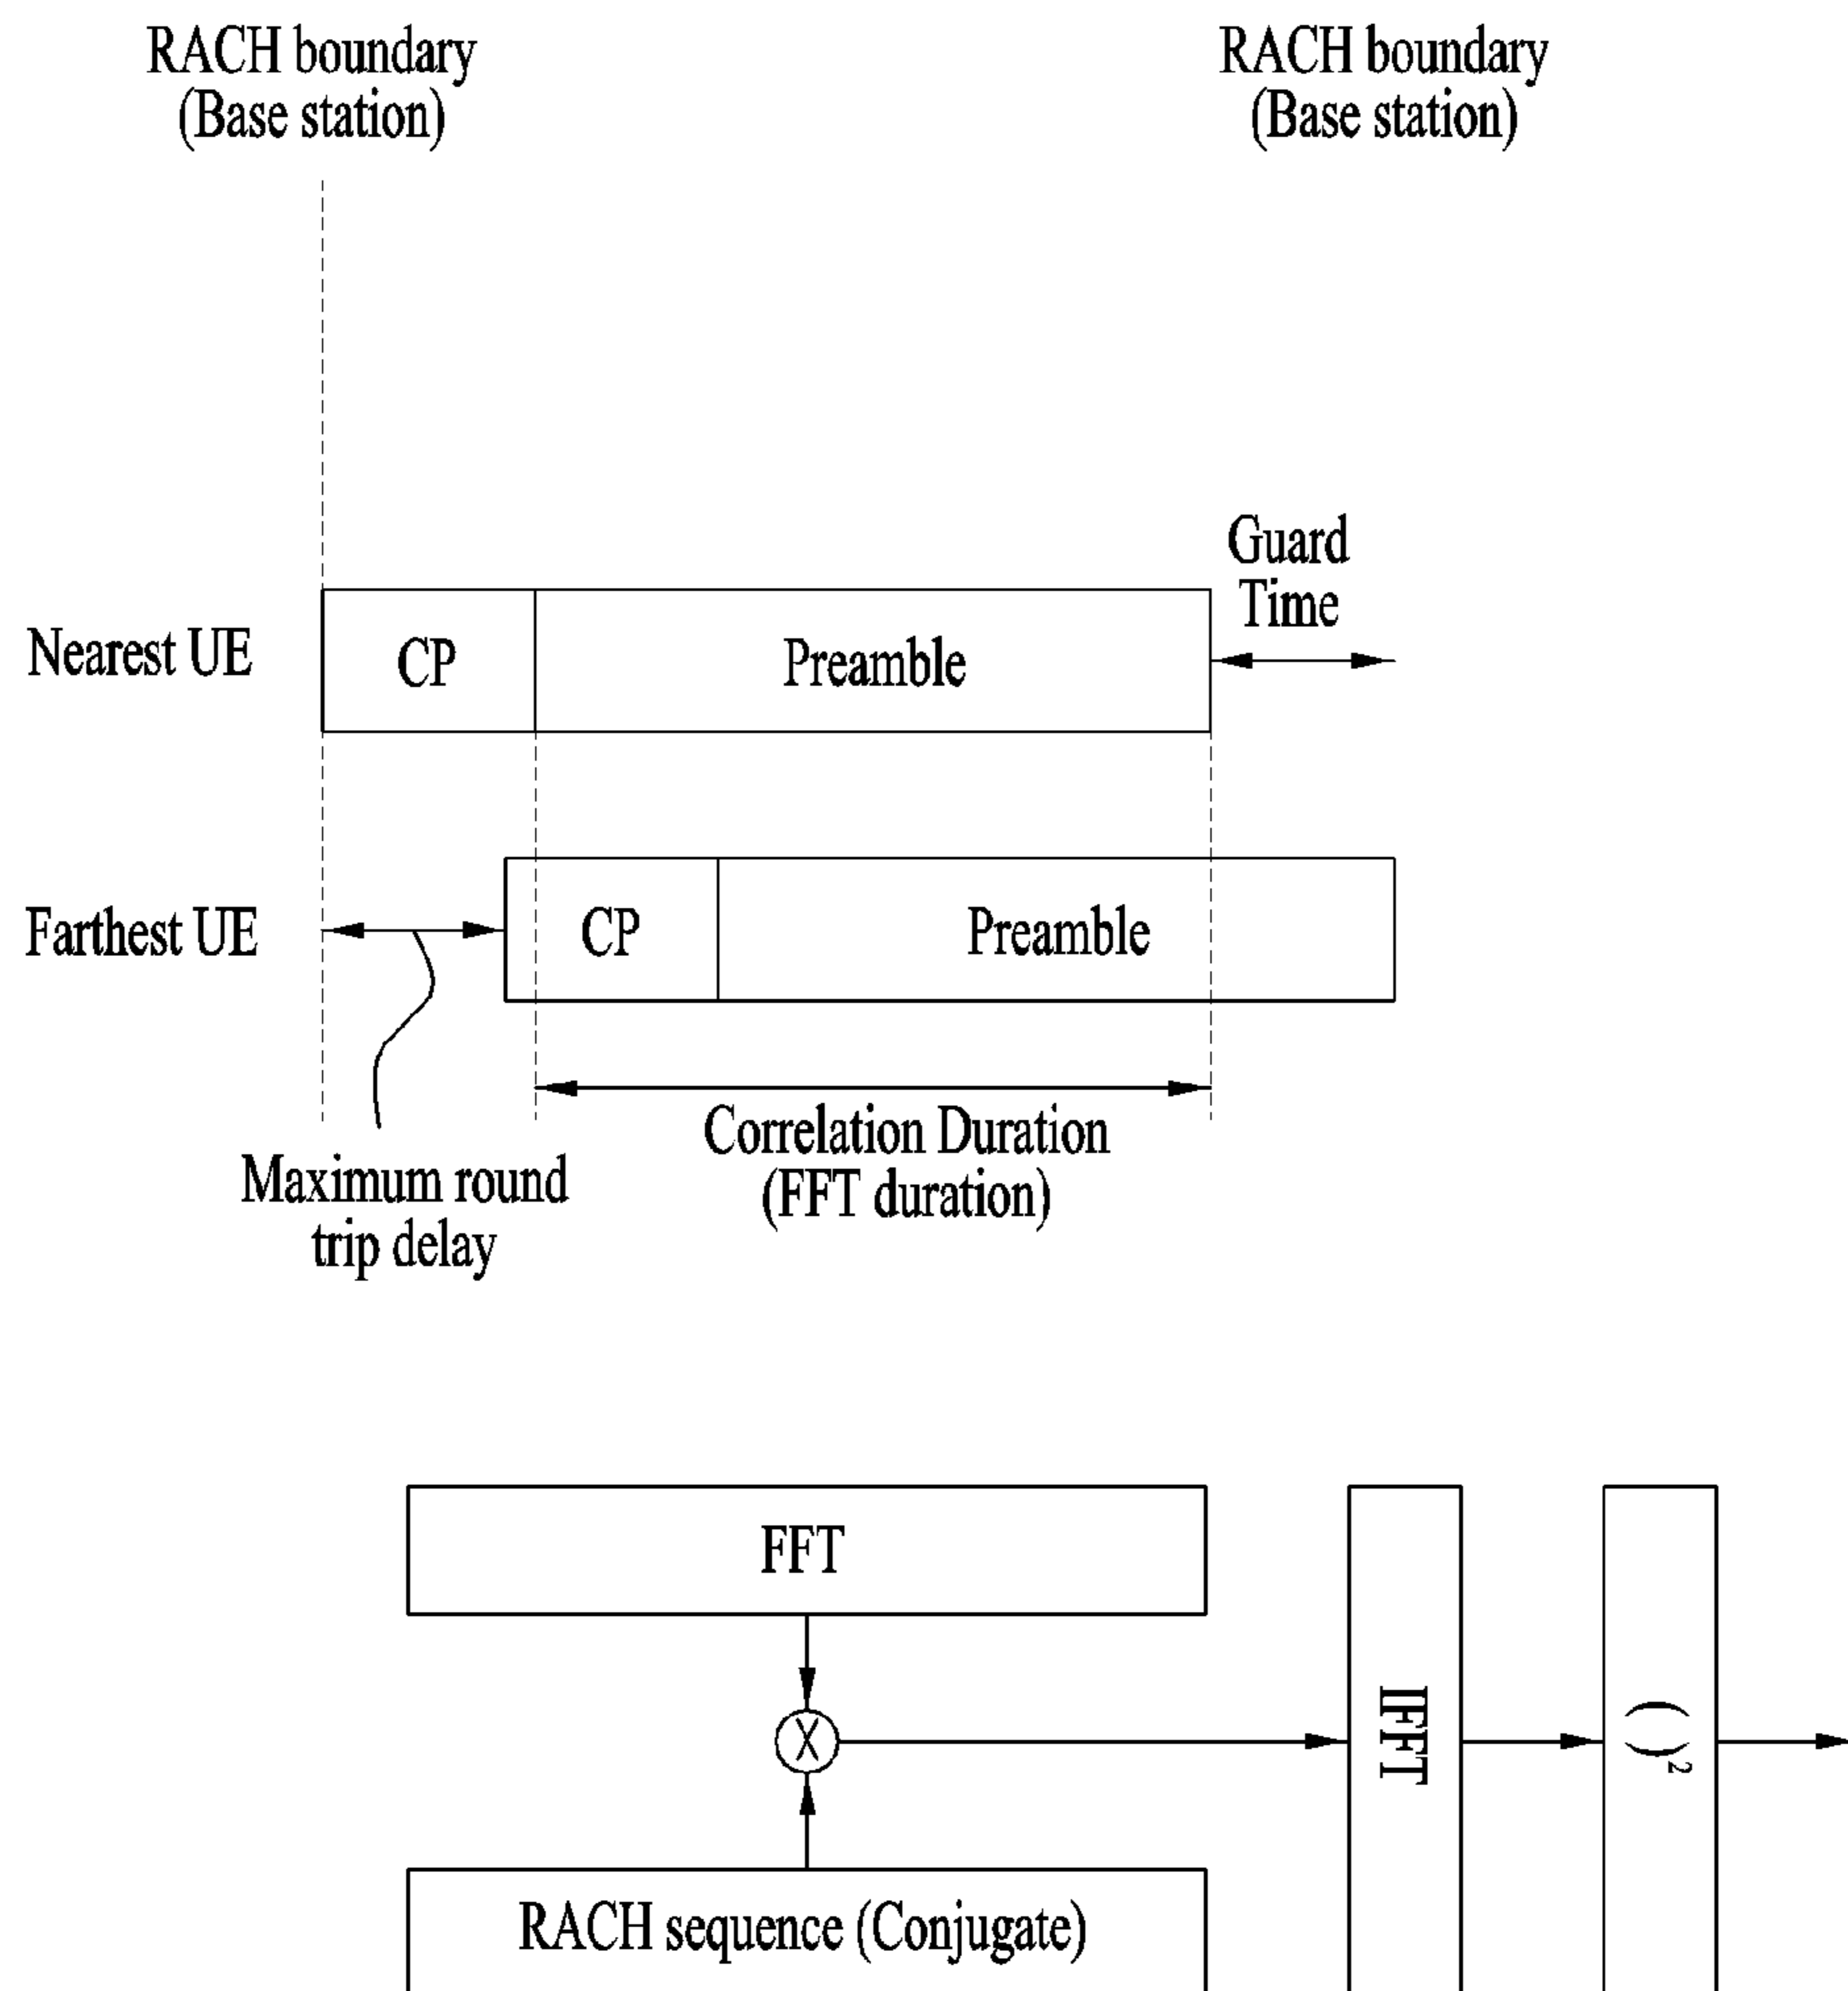 RACH boundary
(Base station)
RACH boundary
(Base station)
Guard
Time
Nearest UE
CP
Preamble
Farthest UE
CP
Preamble
Correlation Duration
(FFT duration)
Maximum round
trip delay
FFT
X
IFFT
( )²
RACH sequence (Conjugate)